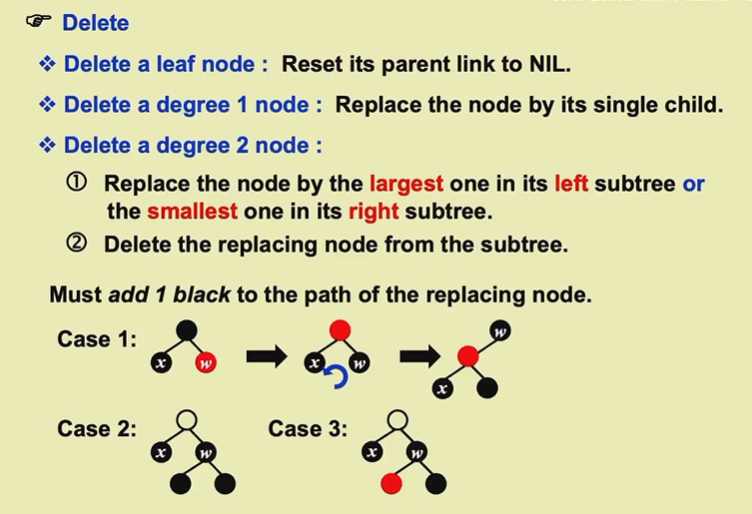 Delete
Delete a leaf node : Reset its parent link to NIL.
Delete a degree 1 node : Replace the node by its single child.
Delete a degree 2 node :
① Replace the node by the largest one in its left subtree or
the smallest one in its right subtree.
② Delete the replacing node from the subtree.
Must add 1 black to the path of the replacing node.
Case 1: x w x w x w
Case 2: x w Case 3: x w